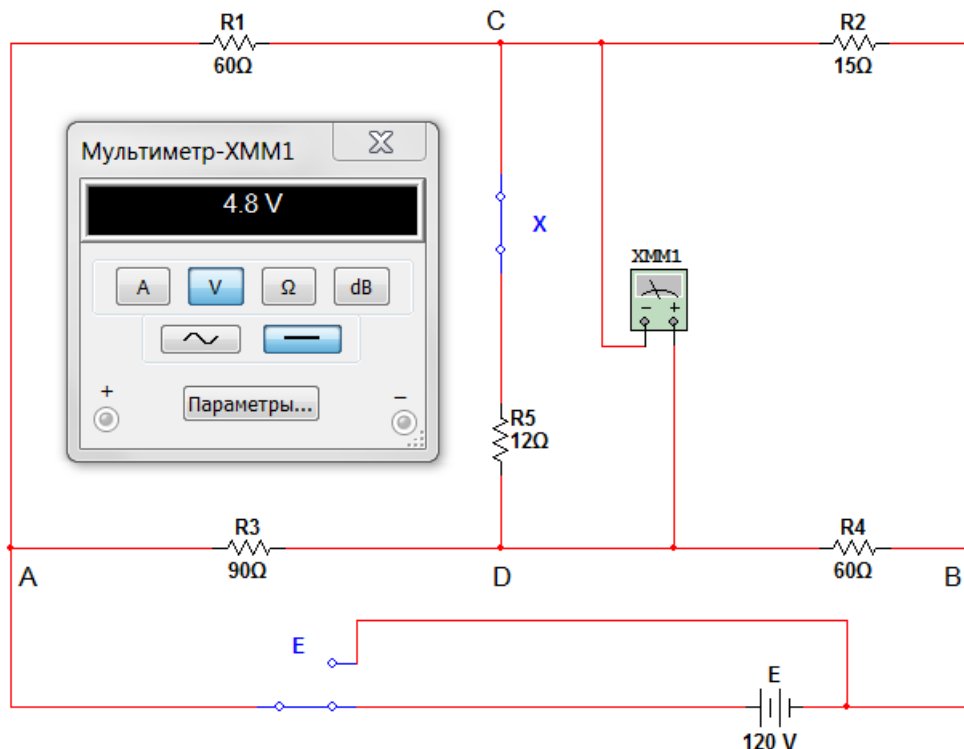 R1
C
R2
60Ω
15Ω
Мультиметр-XMM1
4.8 V
X
XMM1
A V Ω dB
− +
+ −
Параметры...
R5
12Ω
R3
R4
A
90Ω
D
60Ω
B
E
E
120 V